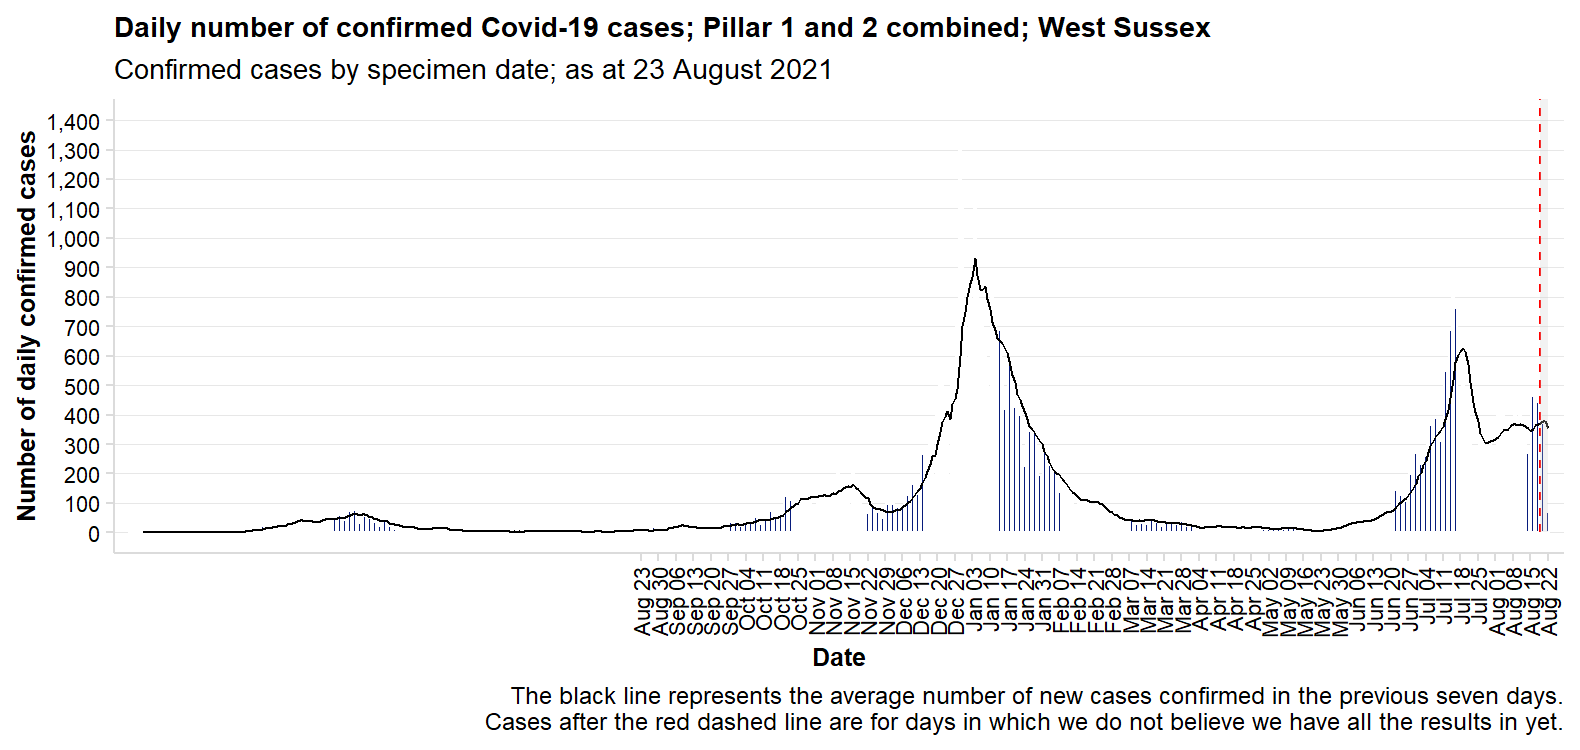 Daily number of confirmed Covid-19 cases; Pillar 1 and 2 combined; West Sussex
Confirmed cases by specimen date; as at 23 August 2021
Number of daily confirmed cases
1,400
1,300
1,200
1,100
1,000
900
800
700
600
500
400
300
200
100
0
Aug 23
Aug 30
Sep 06
Sep 13
Sep 20
Sep 27
Oct 04
Oct 11
Oct 18
Oct 25
Nov 01
Nov 08
Nov 15
Nov 22
Nov 29
Dec 06
Dec 13
Dec 20
Dec 27
Jan 03
Jan 10
Jan 17
Jan 24
Jan 31
Feb 07
Feb 14
Feb 21
Feb 28
Mar 07
Mar 14
Mar 21
Mar 28
Apr 04
Apr 11
Apr 18
Apr 25
May 02
May 09
May 16
May 23
May 30
Jun 06
Jun 13
Jun 20
Jun 27
Jul 04
Jul 11
Jul 18
Jul 25
Aug 01
Aug 08
Aug 15
Aug 22
Date
The black line represents the average number of new cases confirmed in the previous seven days.
Cases after the red dashed line are for days in which we do not believe we have all the results in yet.